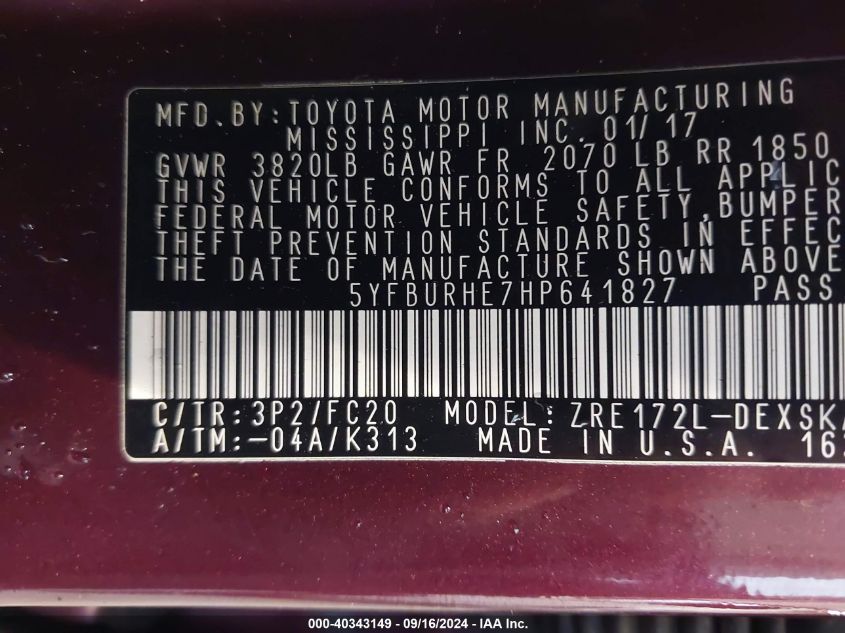 MFD.BY:TOYOTA MOTOR MANUFACTURING
MISSISSIPPI INC. 01/17
GVWR 3820LB GAWR FR 2070 LB RR 1850
THIS VEHICLE CONFORMS TO ALL APPLIC
FEDERAL MOTOR VEHICLE SAFETY,BUMPER
THEFT PREVENTION STANDARDS IN EFFEC
THE DATE OF MANUFACTURE SHOWN ABOVE
5YFBURHE7HP641827 PASS
C/TR:3P2/FC20 MODEL:ZRE172L-DEXSKA
A/TM:-04A/K313 MADE IN U.S.A. 162
000-40343149 - 09/16/2024 - IAA Inc.